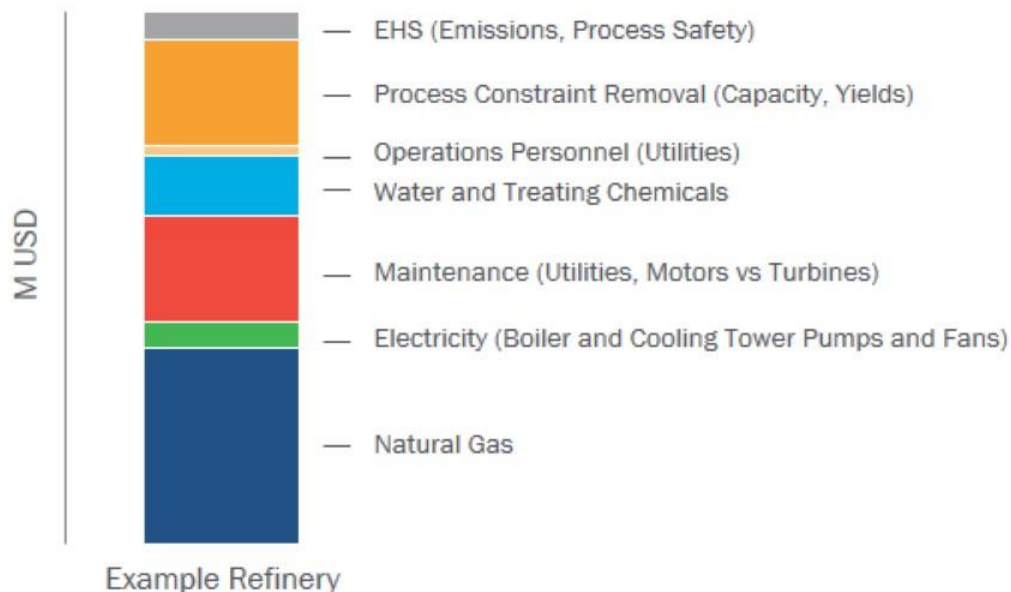 M USD
EHS (Emissions, Process Safety)
Process Constraint Removal (Capacity, Yields)
Operations Personnel (Utilities)
Water and Treating Chemicals
Maintenance (Utilities, Motors vs Turbines)
Electricity (Boiler and Cooling Tower Pumps and Fans)
Natural Gas
Example Refinery